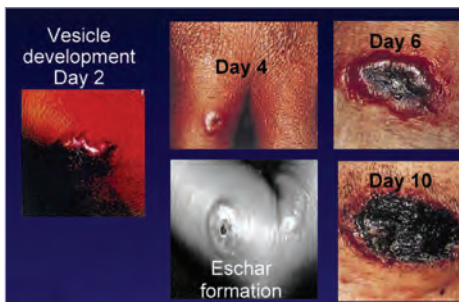 Vesicle
development
Day 2
Day 4
Day 6
Eschar
formation
Day 10